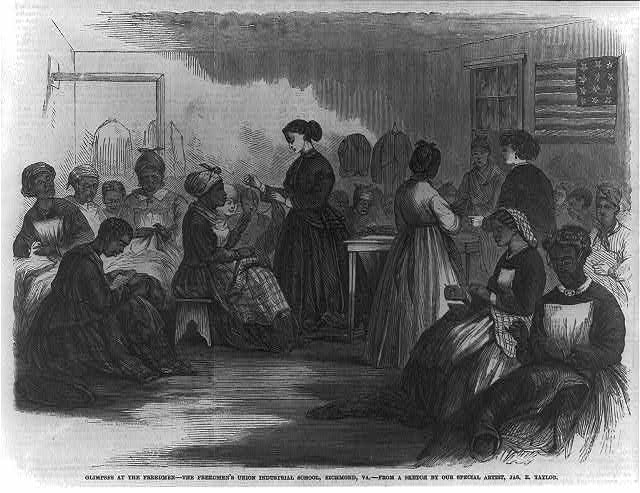 GLIMPSES AT THE FREEDMEN—THE FREEDMEN'S UNION INDUSTRIAL SCHOOL, RICHMOND, VA.—FROM A SKETCH BY OUR SPECIAL ARTIST, JAS. E. TAYLOR.